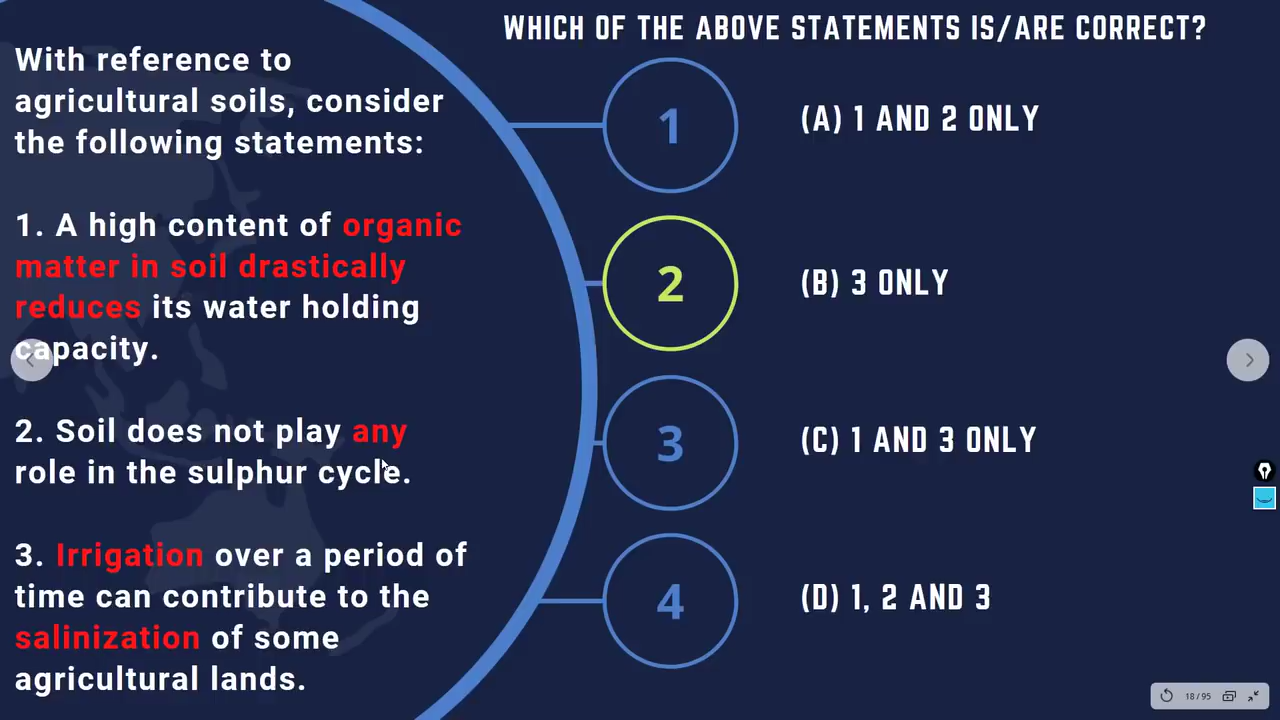 WHICH OF THE ABOVE STATEMENTS IS/ARE CORRECT?
With reference to
agricultural soils, consider
the following statements:
1. A high content of organic
matter in soil drastically
reduces its water holding
capacity.
2. Soil does not play any
role in the sulphur cycle.
3. Irrigation over a period of
time can contribute to the
salinization of some
agricultural lands.
1 (A) 1 AND 2 ONLY
2 (B) 3 ONLY
3 (C) 1 AND 3 ONLY
4 (D) 1, 2 AND 3
18 / 95